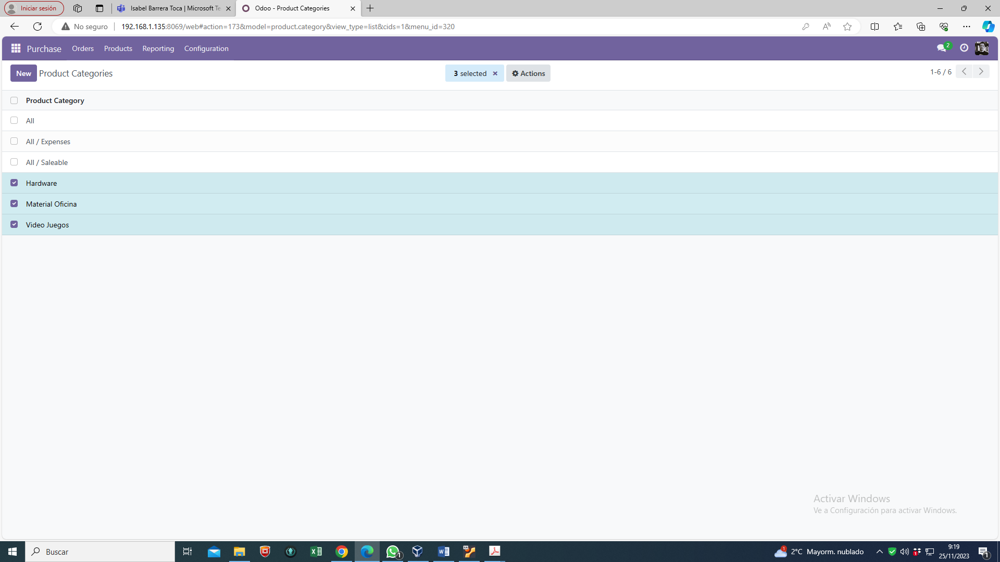 Iniciar sesión
Isabel Barrera Toca | Microsoft Te
Odoo - Product Categories
No seguro
192.168.1.135:8069/web#action=173&model=product.category&view_type=list&cids=1&menu_id=320
Purchase
Orders
Products
Reporting
Configuration
2
New
Product Categories
3 selected
Actions
1-6 / 6
Product Category
All
All / Expenses
All / Saleable
Hardware
Material Oficina
Video Juegos
Activar Windows
Ve a Configuración para activar Windows.
Buscar
1
1
2°C Mayorm. nublado
1
9:19
25/11/2023
1